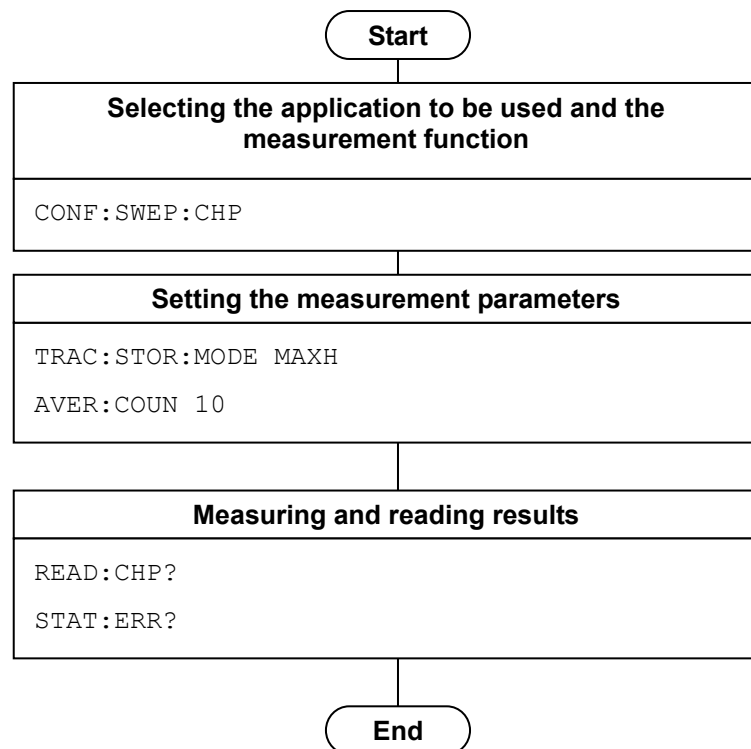 Start
Selecting the application to be used and the
measurement function
CONF:SWEP:CHP
Setting the measurement parameters
TRAC:STOR:MODE MAXH
AVER:COUN 10
Measuring and reading results
READ:CHP?
STAT:ERR?
End